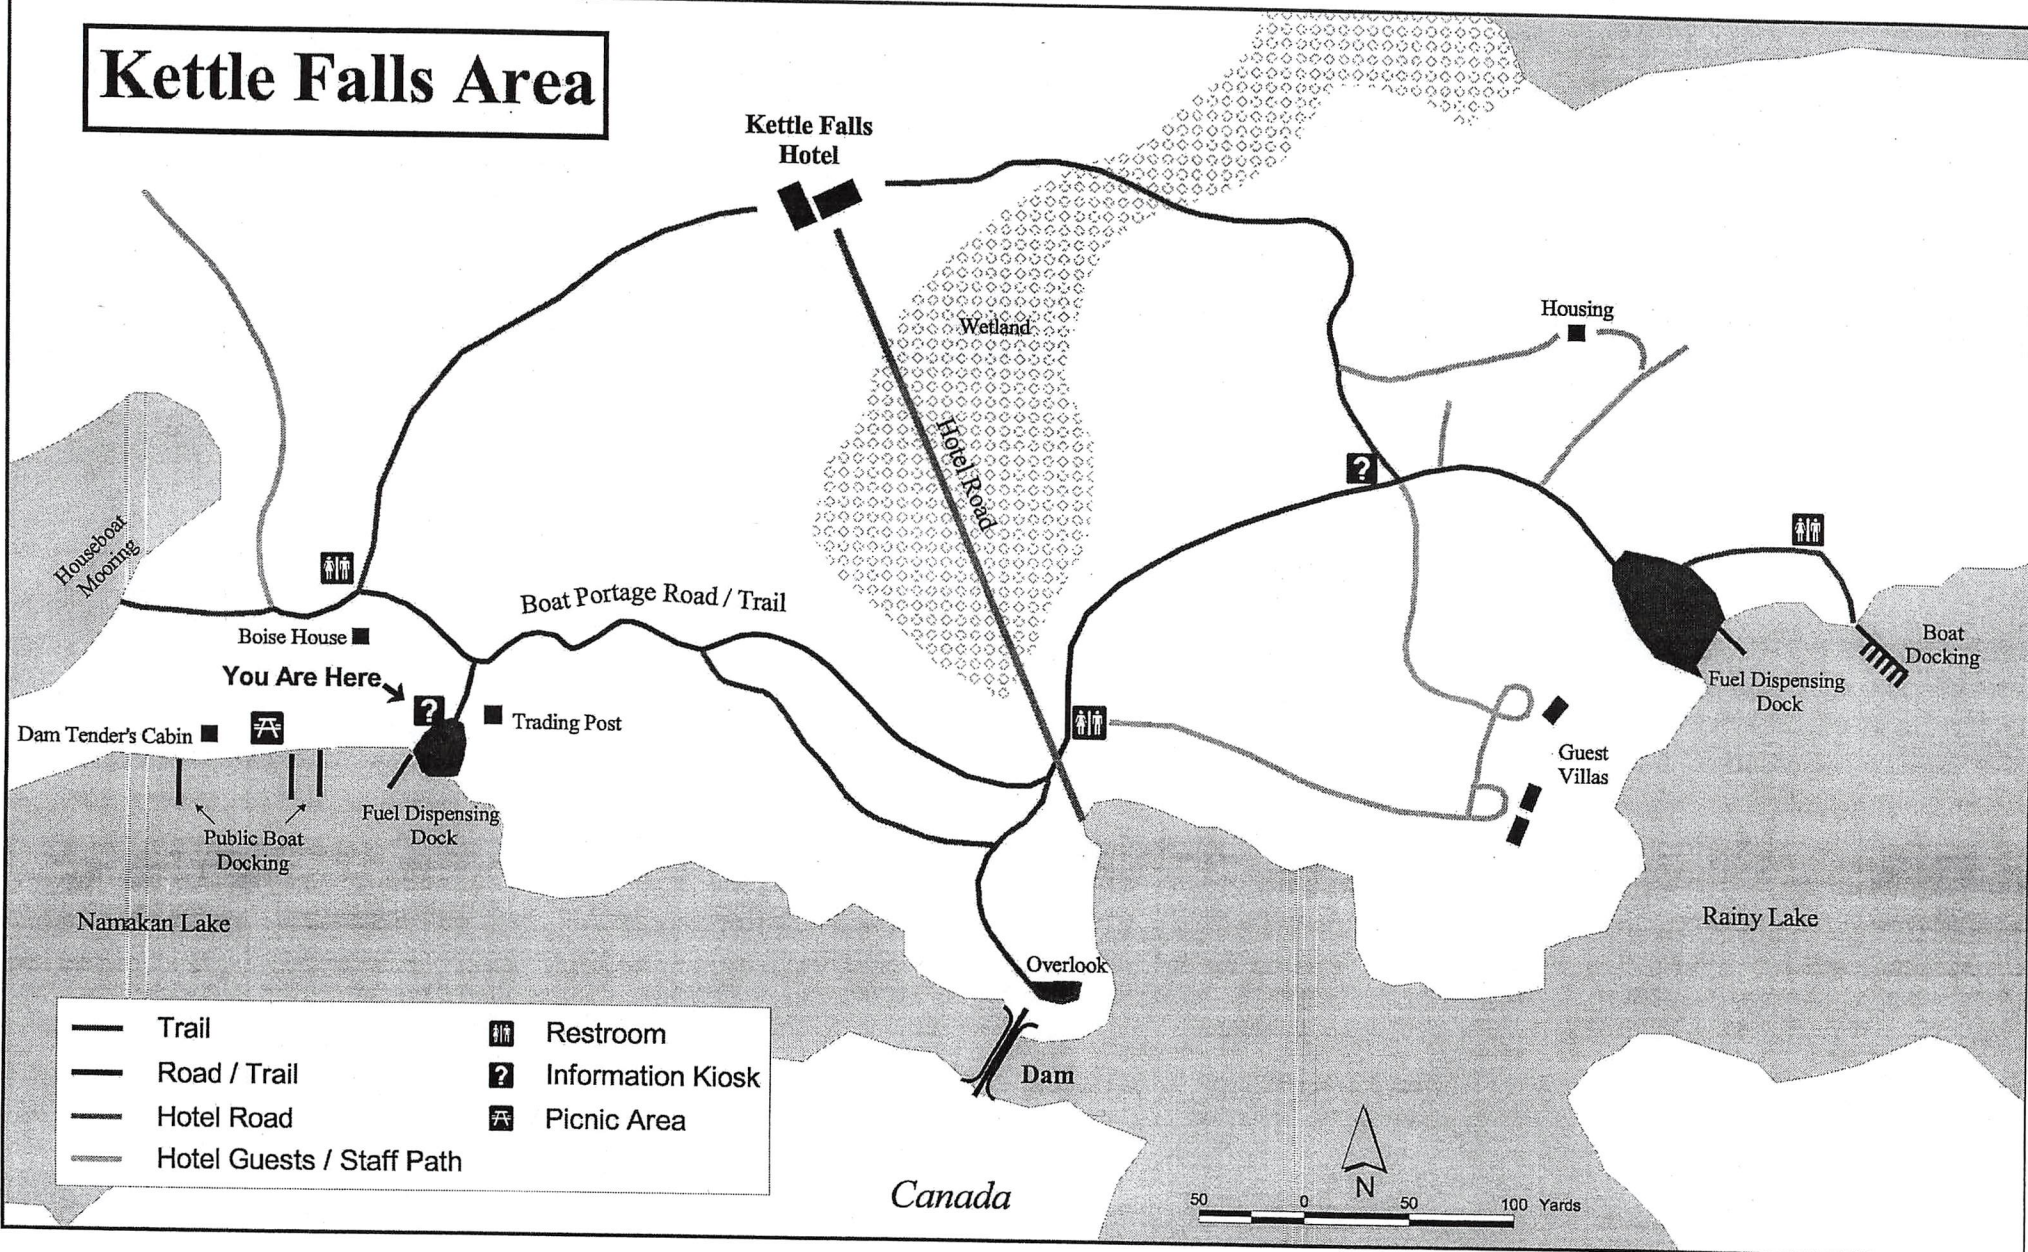 Kettle Falls Area
Kettle Falls
Hotel
Housing
Wetland
Hotel Road
Houseboat
Mooring
Boat Portage Road / Trail
Boise House
You Are Here
?
?
Trading Post
Dam Tender's Cabin
Boat
Docking
Fuel Dispensing
Dock
Guest
Villas
Fuel Dispensing
Dock
Public Boat
Docking
Namakan Lake
Rainy Lake
Overlook
Dam
Trail
Road / Trail
Hotel Road
Hotel Guests / Staff Path
Restroom
? Information Kiosk
Picnic Area
Canada
N
50 0 50 100 Yards